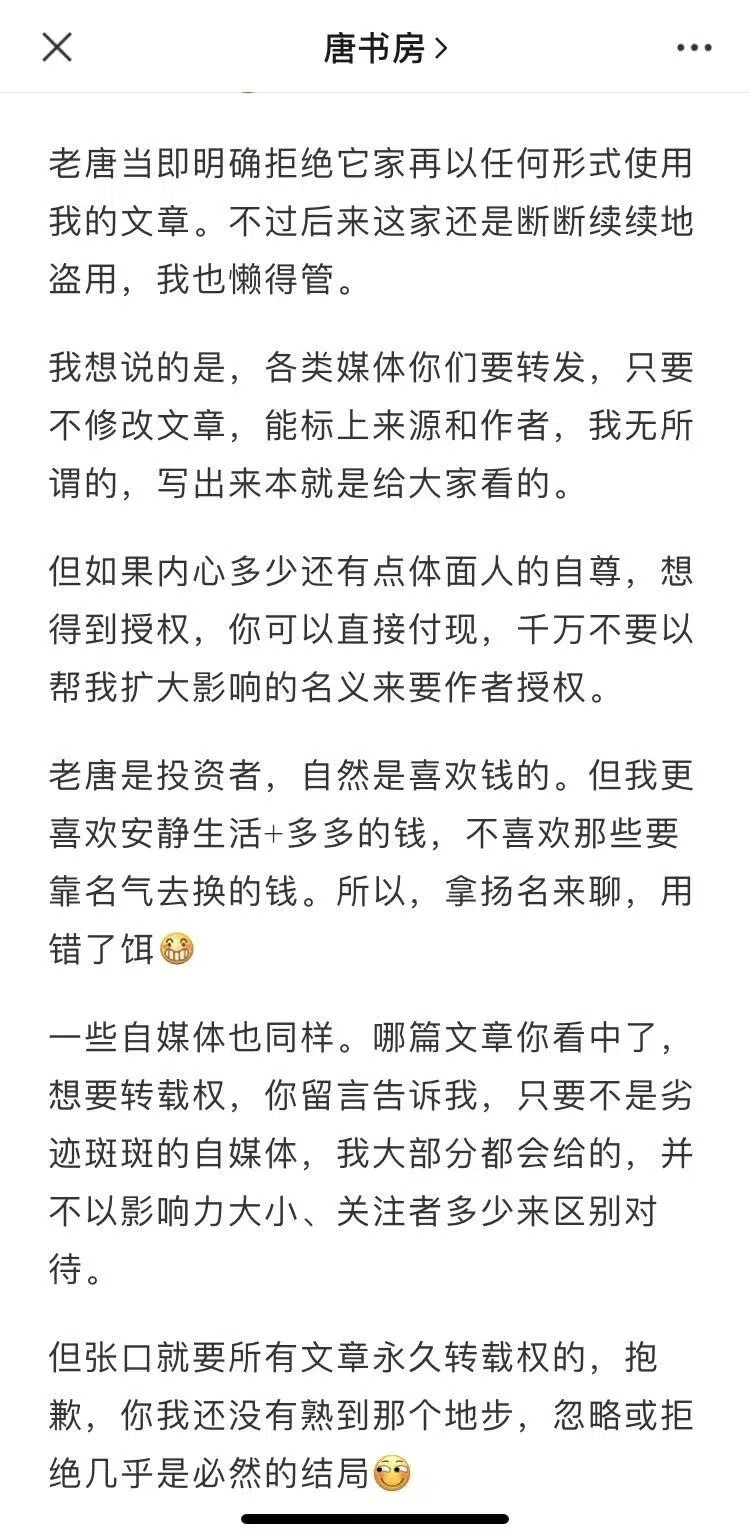 唐书房
老唐当即明确拒绝它家再以任何形式使用
我的文章。不过后来这家还是断断续续地
盗用，我也懒得管。
我想说的是，各类媒体你们要转发，只要
不修改文章，能标上来源和作者，我无所
谓的，写出来本就是给大家看的。
但如果内心多少还有点体面人的自尊，想
得到授权，你可以直接付现，千万不要以
帮我扩大影响的名义来要作者授权。
老唐是投资者，自然是喜欢钱的。但我更
喜欢安静生活+多多的钱，不喜欢那些要
靠名气去换的钱。所以，拿扬名来聊，用
错了饵😁
一些自媒体也同样。哪篇文章你看中了，
想要转载权，你留言告诉我，只要不是劣
迹斑斑的自媒体，我大部分都会给的，并
不以影响力大小、关注者多少来区别对
待。
但张口就要所有文章永久转载权的，抱
歉，你我还没有熟到那个地步，忽略或拒
绝几乎是必然的结局